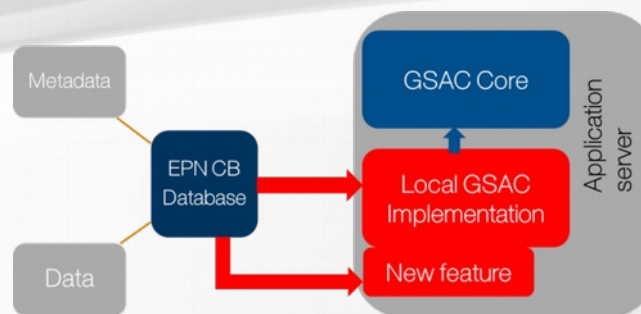 Metadata
GSAC Core
EPN CB
Database
Local GSAC
Implementation
Application
server
Data
New feature